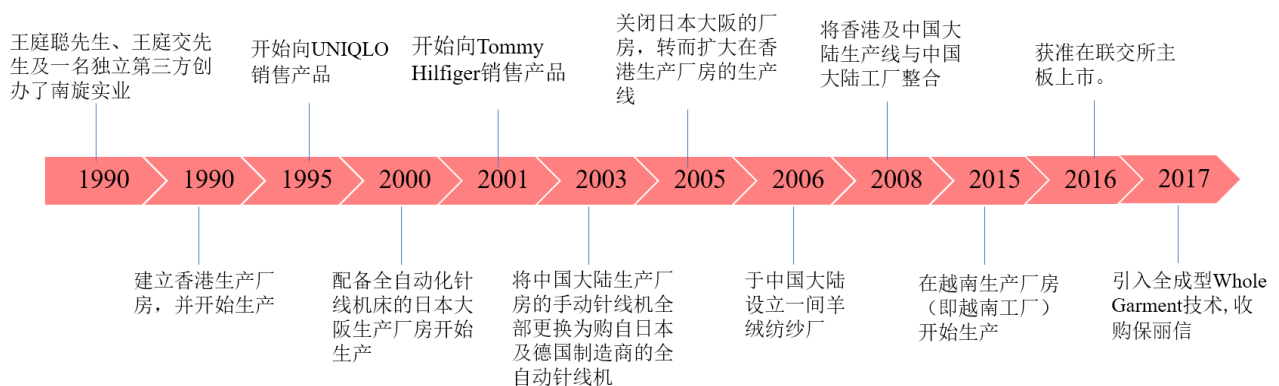 王庭聪先生、王庭交先
生及一名独立第三方创
办了南旋实业
开始向UNIQLO
销售产品
开始向Tommy
Hilfiger销售产品
关闭日本大阪的厂
房，转而扩大在香
港生产厂房的生产
线
将香港及中国大
陆生产线与中国
大陆工厂整合
获准在联交所主
板上市。
1990
1990
1995
2000
2001
2003
2005
2006
2008
2015
2016
2017
建立香港生产厂
房，并开始生产
配备全自动化针
线机床的日本大
阪生产厂房开始
生产
将中国大陆生产厂
房的手动针线机全
部更换为购自日本
及德国制造商的全
自动针线机
于中国大陆
设立一间羊
绒纺纱厂
在越南生产厂房
（即越南工厂）
开始生产
引入全成型Whole
Garment技术,收
购保丽信